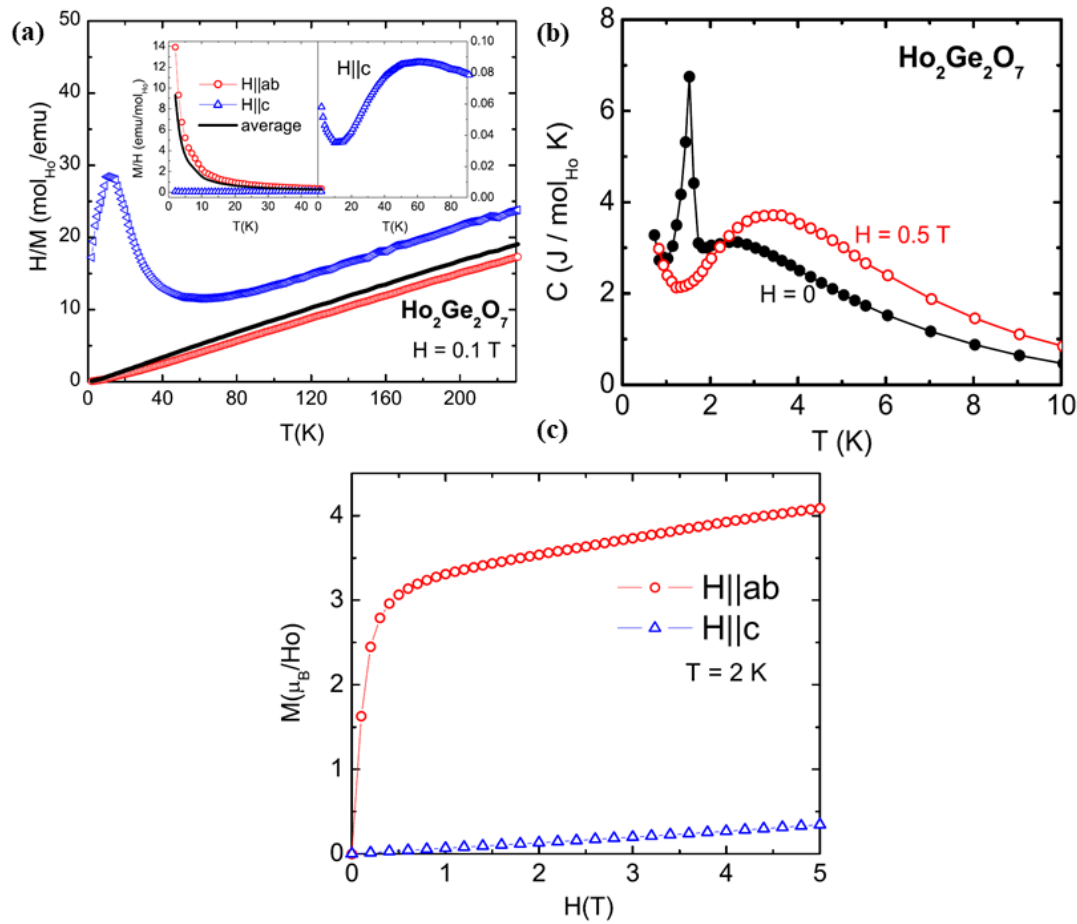 (a)
50
40
30
20
10
0
H/M (mol_Ho/emu)
0
40
80
120
160
200
T(K)
Ho₂Ge₂O₇
H = 0.1 T
14
12
10
8
6
4
2
0
M/H (emu/mol_Ho)
H||ab
H||c
average
0
10
20
30
40
T(K)
H||c
0.10
0.08
0.06
0.04
0.02
0.00
0
20
40
60
80
T(K)
(b)
8
6
4
2
0
C (J / mol_Ho K)
Ho₂Ge₂O₇
H = 0.5 T
H = 0
0
2
4
6
8
10
T (K)
(c)
4
3
2
1
0
M(μ_B/Ho)
H||ab
H||c
T = 2 K
0
1
2
3
4
5
H(T)